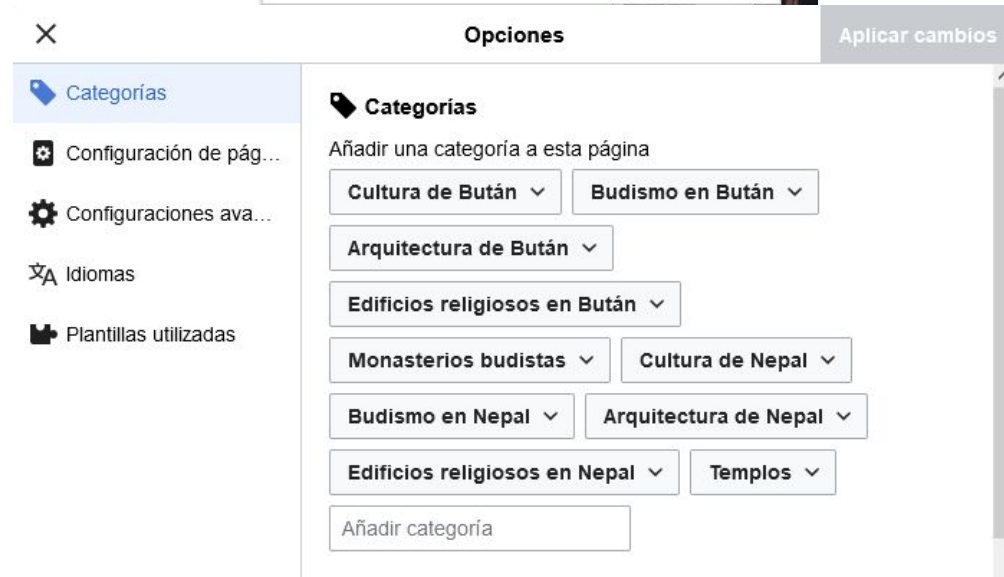 Opciones
Aplicar cambios
Categorías
Configuración de pág...
Configuraciones ava...
Idiomas
Plantillas utilizadas
Categorías
Añadir una categoría a esta página
Cultura de Bután
Budismo en Bután
Arquitectura de Bután
Edificios religiosos en Bután
Monasterios budistas
Cultura de Nepal
Budismo en Nepal
Arquitectura de Nepal
Edificios religiosos en Nepal
Templos
Añadir categoría